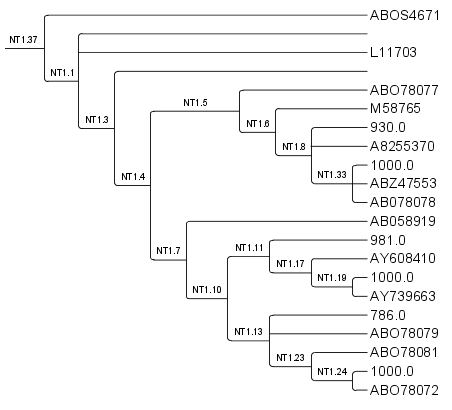 ABOS4671
NT1.37
L11703
NT1.1
ABO78077
NT1.5
M58765
NT1.3
NT1.6
930.0
A8255370
NT1.8
1000.0
NT1.33
NT1.4
ABZ47553
AB078078
AB058919
981.0
NT1.11
NT1.7
AY608410
NT1.17
1000.0
NT1.19
NT1.10
AY739663
786.0
NT1.13
ABO78079
ABO78081
NT1.23
1000.0
NT1.24
ABO78072